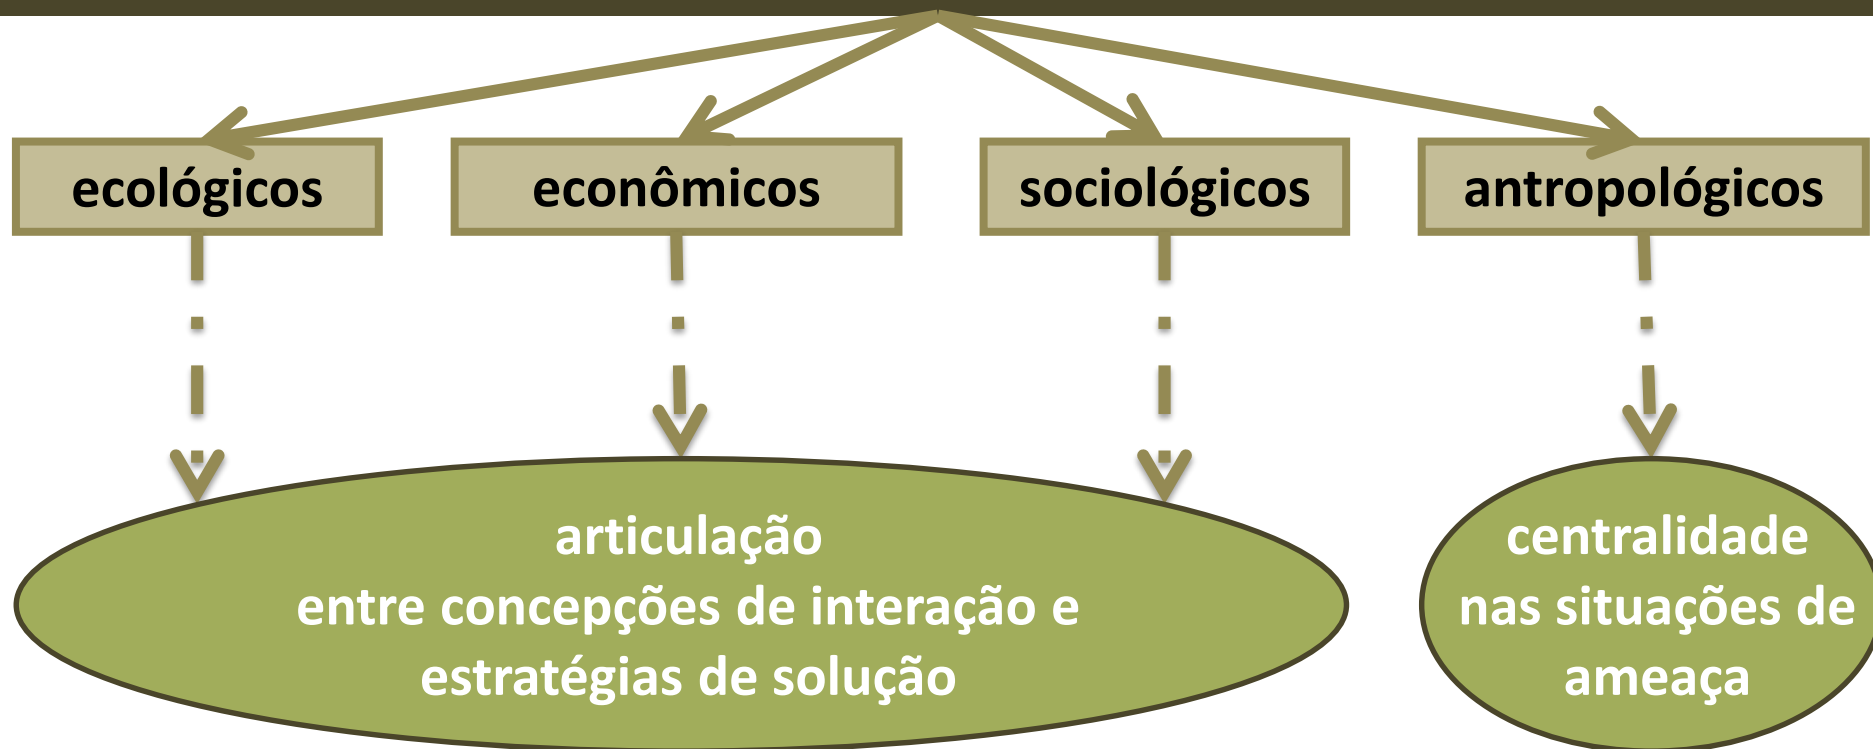 ecológicos
econômicos
sociológicos
antropológicos
articulação
entre concepções de interação e
estratégias de solução
centralidade
nas situações de
ameaça